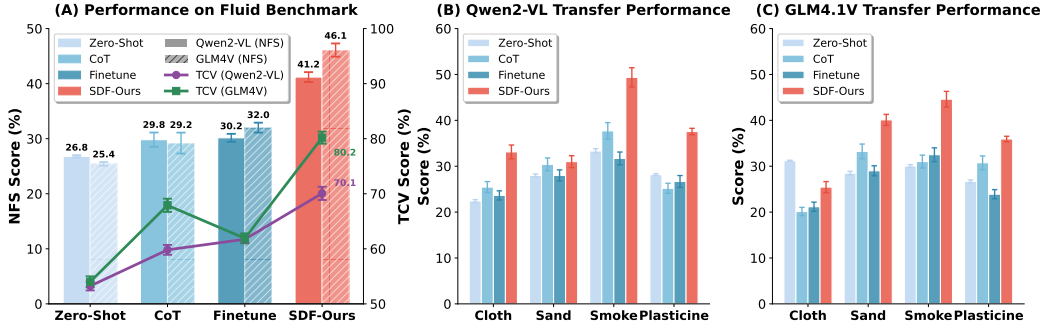 (A) Performance on Fluid Benchmark
NFS Score (%)
50
40
30
20
10
0
Zero-Shot
CoT
Finetune
SDF-Ours
Qwen2-VL (NFS)
GLM4V (NFS)
TCV (Qwen2-VL)
TCV (GLM4V)
26.8
25.4
29.8
29.2
30.2
32.0
41.2
46.1
80.2
70.1
Zero-Shot
CoT
Finetune
SDF-Ours
100
90
80
70
60
50
TCV Score (%)
(B) Qwen2-VL Transfer Performance
Score (%)
60
50
40
30
20
10
0
Zero-Shot
CoT
Finetune
SDF-Ours
Cloth
Sand
Smoke
Plasticine
(C) GLM4.1V Transfer Performance
Score (%)
60
50
40
30
20
10
0
Zero-Shot
CoT
Finetune
SDF-Ours
Cloth
Sand
Smoke
Plasticine